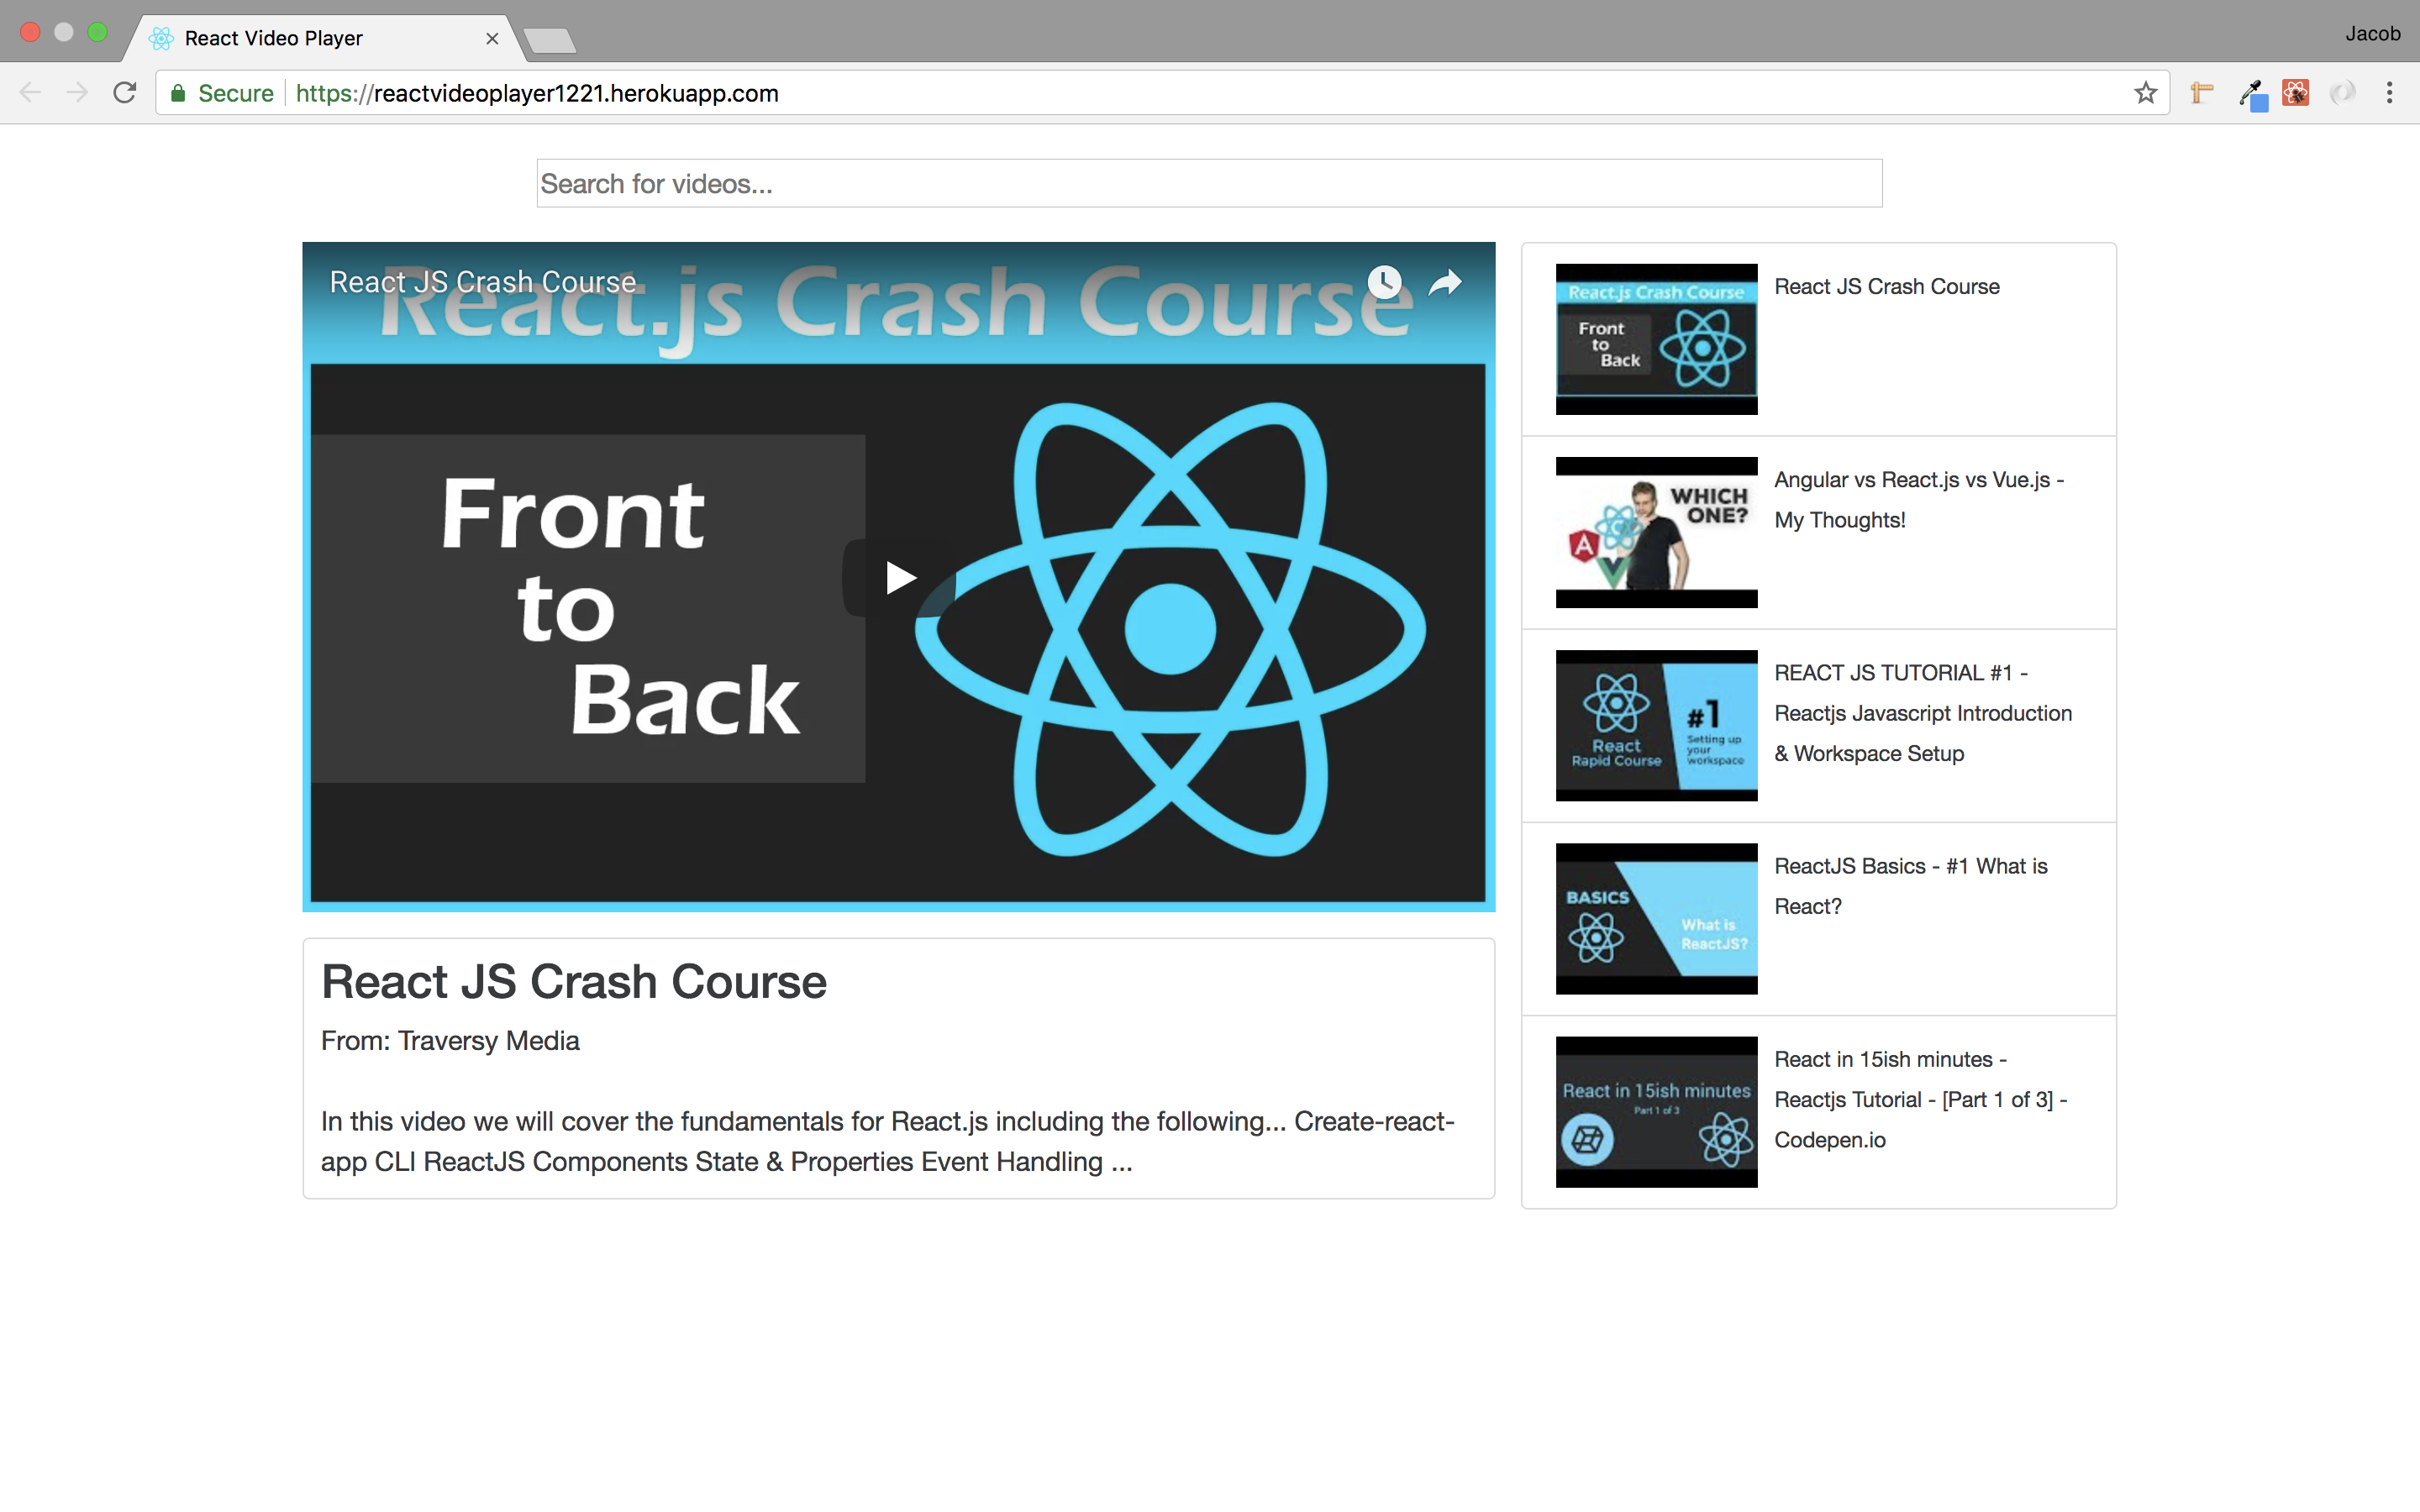 React Video Player
Jacob
Secure
https://reactvideoplayer1221.herokuapp.com
Search for videos...
React JS Crash Course
React.js Crash Course
Front
to
Back
React JS Crash Course
From: Traversy Media
In this video we will cover the fundamentals for React.js including the following... Create-react-
app CLI ReactJS Components State & Properties Event Handling ...
React.js Crash Course
Front
to
Back
React JS Crash Course
WHICH
ONE?
A
Angular vs React.js vs Vue.js -
My Thoughts!
React
Rapid Course
#1
Setting up
your
workspace
REACT JS TUTORIAL #1 -
Reactjs Javascript Introduction
& Workspace Setup
BASICS
What is
ReactJS?
ReactJS Basics - #1 What is
React?
React in 15ish minutes
Part 1 of 3
React in 15ish minutes -
Reactjs Tutorial - [Part 1 of 3] -
Codepen.io